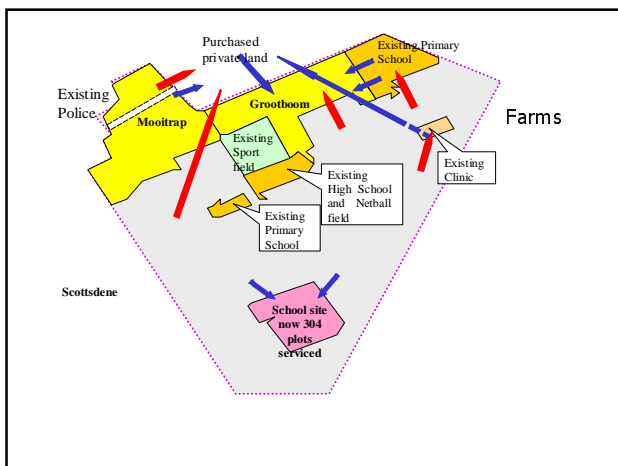 Purchased
private land
Existing Primary
School
Existing
Police
Grootboom
Mooitrap
Farms
Existing
Sport
field
Existing
High School
and Netball
field
Existing
Clinic
Existing
Primary
School
Scottsdene
School site
now 304
plots
serviced